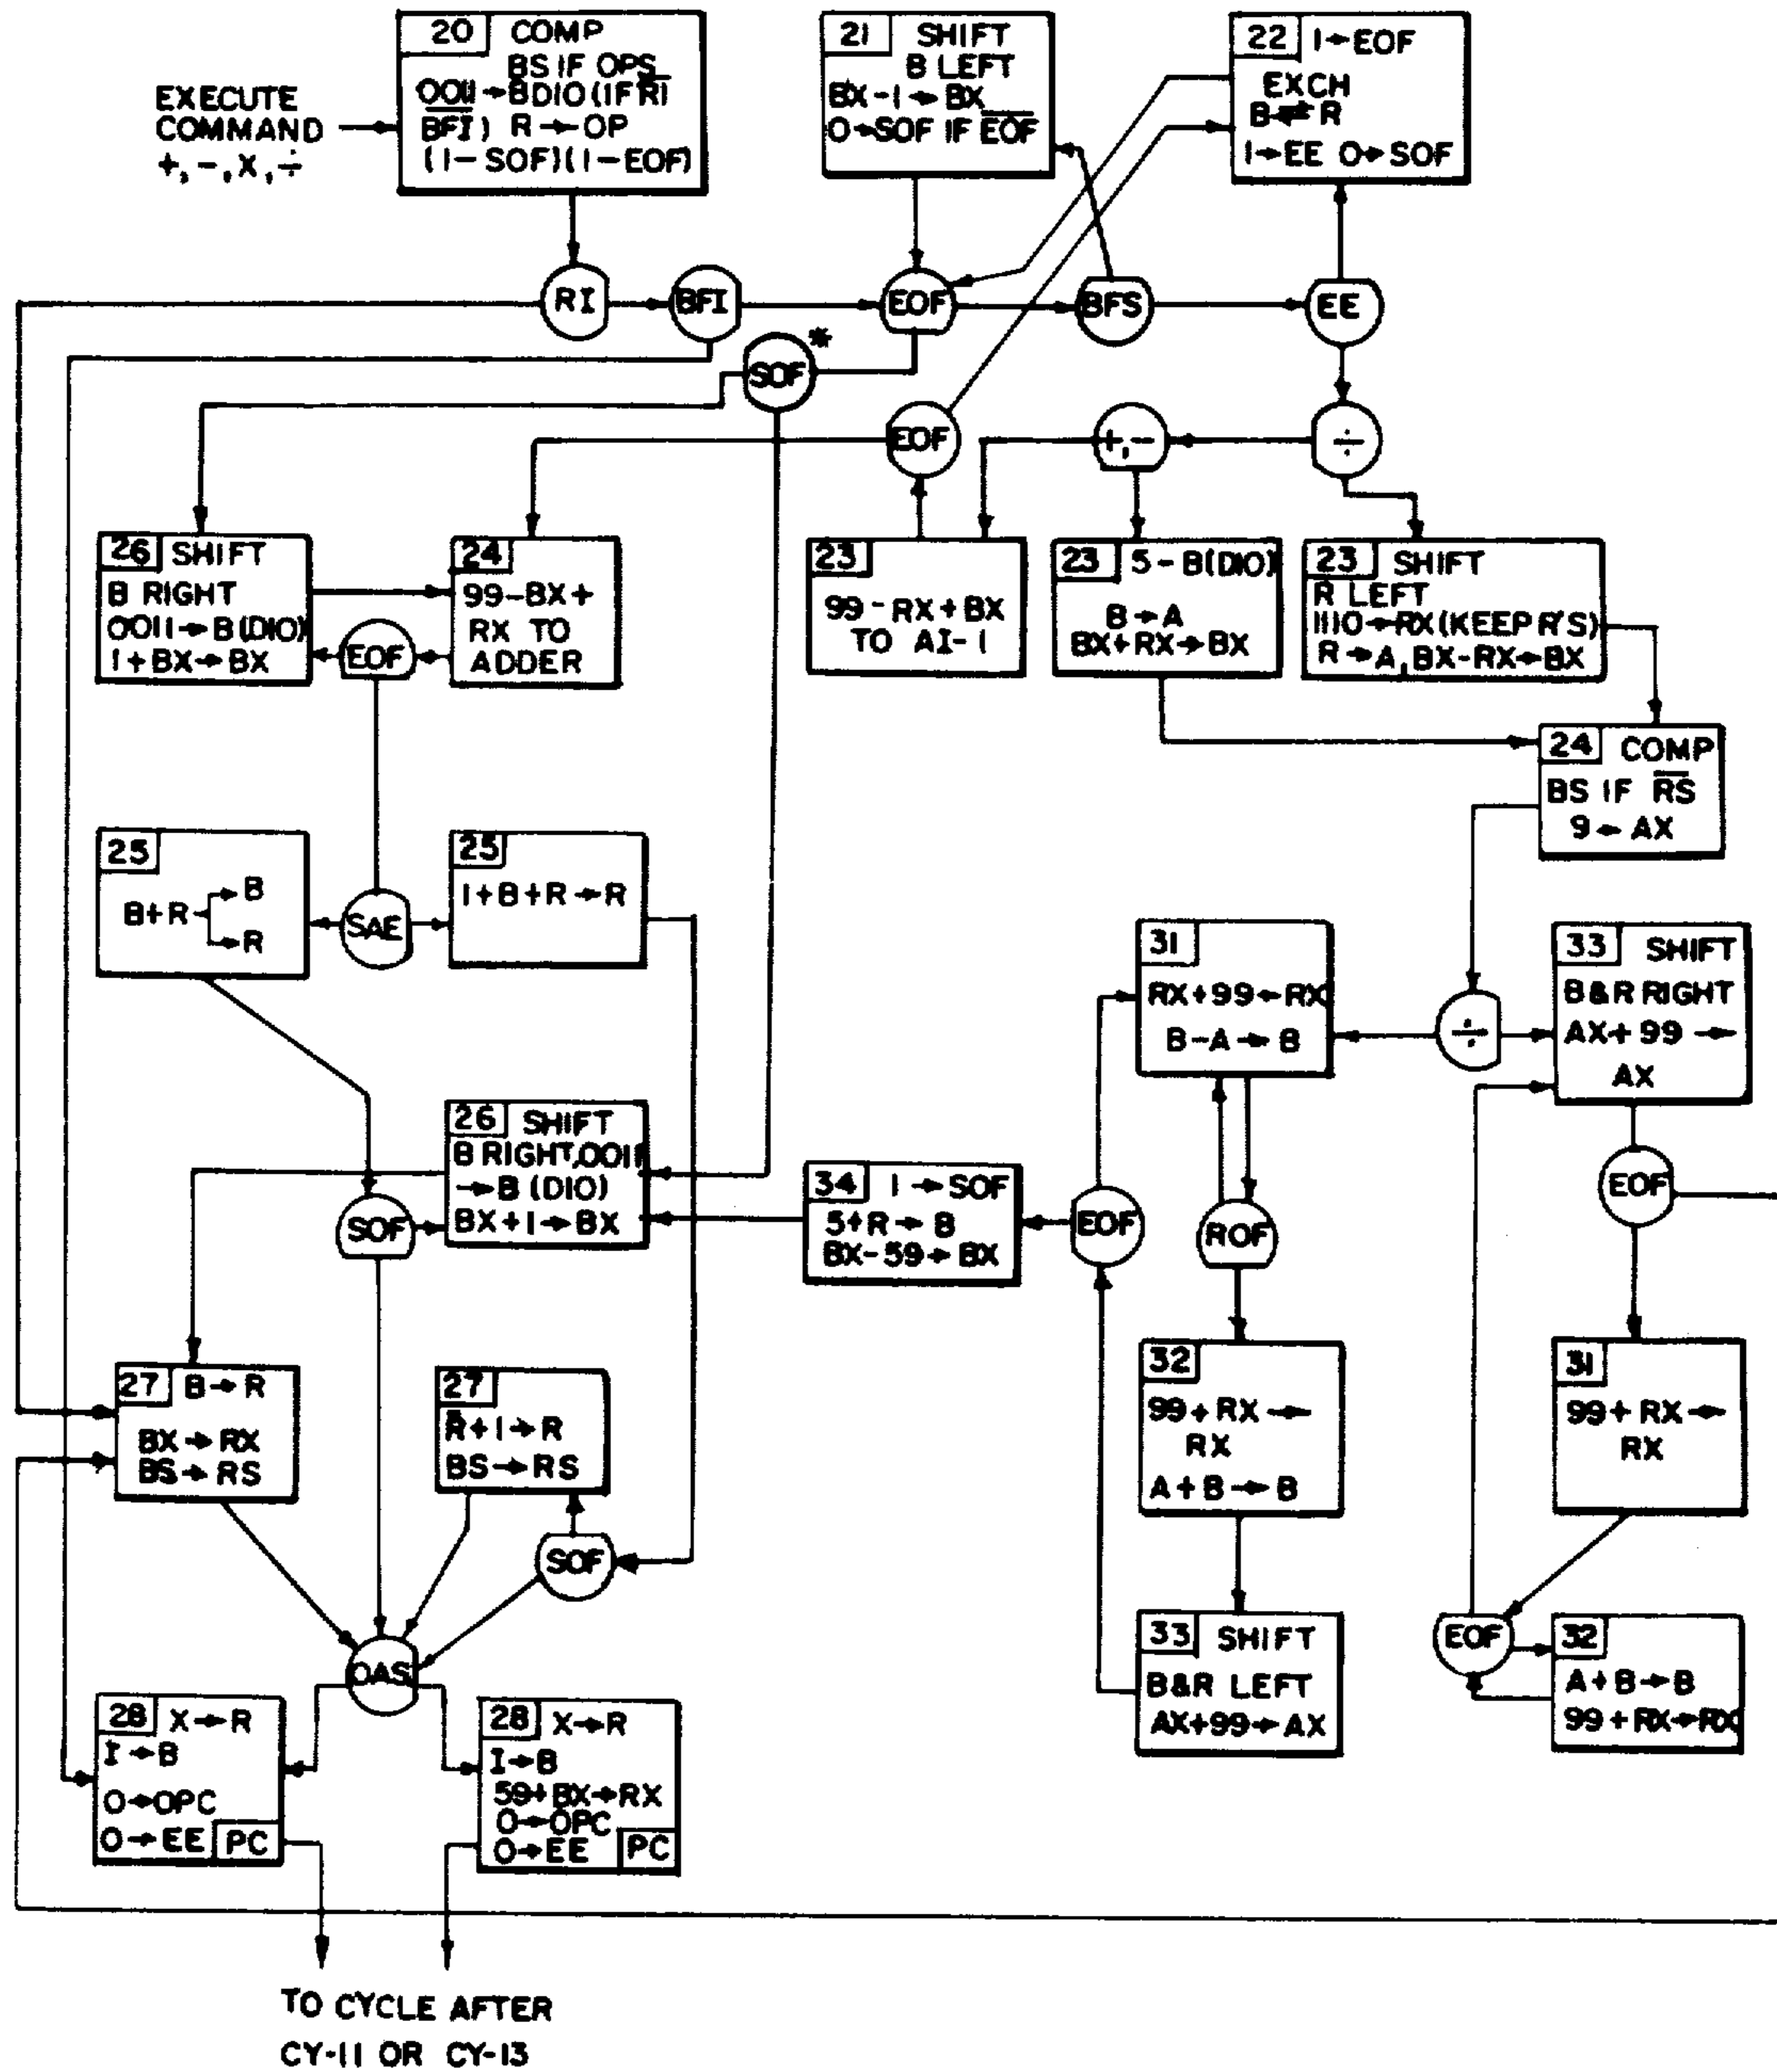 20 COMP
BS IF OPS
0011→BDIO(IF R̅I̅
B̅F̅I̅) R→OP
(1-SOF)(1-EOF)
EXECUTE
COMMAND
+,-,X,÷
21 SHIFT
B LEFT
BX-1→BX
0→SOF IF E̅O̅F̅
22 1→EOF
EXCH
B⇌R
1→EE 0→SOF
RI
BFI
EOF
BFS
EE
SOF*
EOF
+,-
÷
26 SHIFT
B RIGHT
0011→B(DIO)
1+BX→BX
EOF
24
99-BX+
RX TO
ADDER
23
99-RX+BX
TO AI-1
23 5-B(DIO)
B→A
BX+RX→BX
23 SHIFT
R LEFT
1110→RX(KEEP R'S)
R→A, BX-RX→BX
24 COMP
BS IF R̅S̅
9←AX
25
B+R→B
→R
SAE
25
1+B+R→R
31
RX+99←RX
B-A→B
÷
33 SHIFT
B&R RIGHT
AX+99→
AX
26 SHIFT
B RIGHT,0011
→B(DIO)
BX+1→BX
SOF
34 1→SOF
5+R→B
BX-59→BX
EOF
ROF
EOF
27 B→R
BX→RX
BS→RS
27
R̅+1→R
BS→RS
SOF
32
99+RX→
RX
A+B→B
31
99+RX→
RX
OAS
33 SHIFT
B&R LEFT
AX+99→AX
EOF
32
A+B→B
99+RX→RX
28 X→R
I→B
0→OPC
0→EE PC
28 X→R
I→B
59+BX→RX
0→OPC
0→EE PC
TO CYCLE AFTER
CY-11 OR CY-13